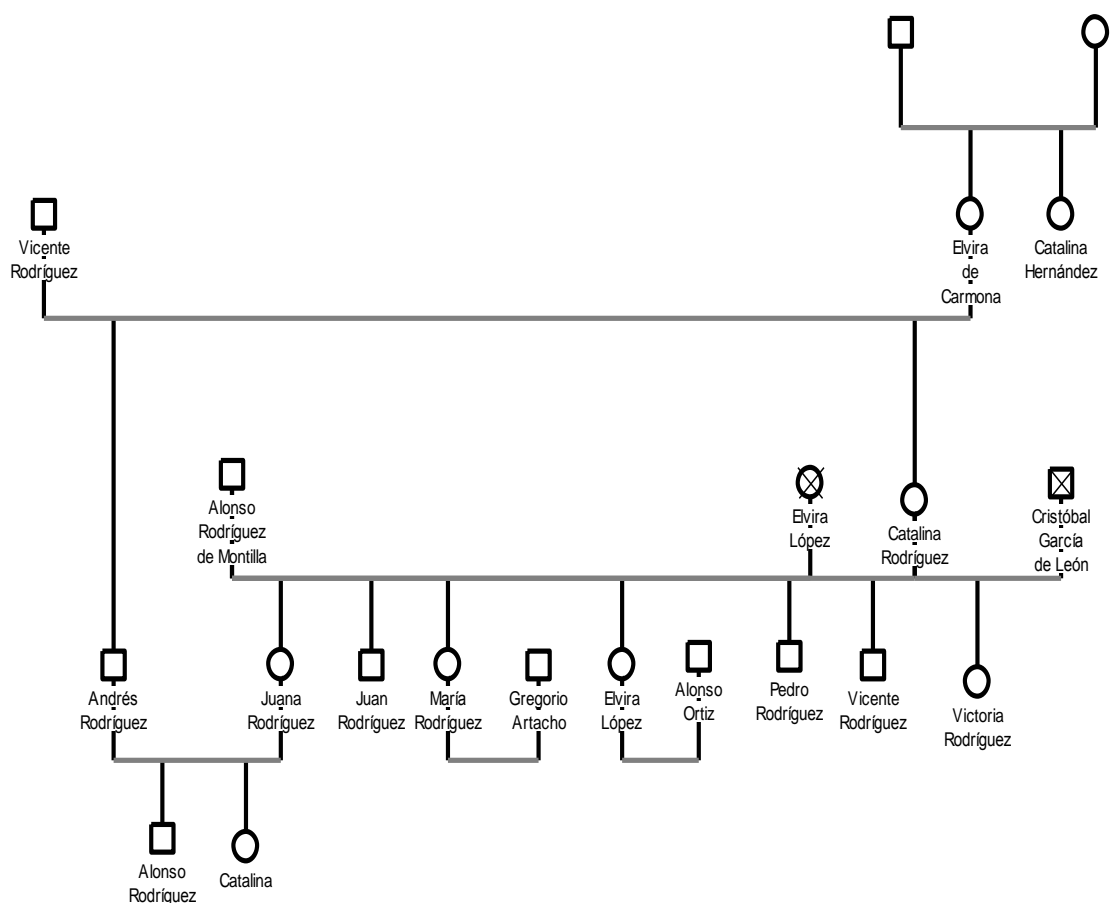 Vicente
Rodríguez
Elvira
de
Carmona
Catalina
Hernández
Alonso
Rodríguez
de Montilla
Elvira
López
Catalina
Rodríguez
Cristóbal
García
de León
Andrés
Rodríguez
Juana
Rodríguez
Juan
Rodríguez
María
Rodríguez
Gregorio
Artacho
Elvira
López
Alonso
Ortiz
Pedro
Rodríguez
Vicente
Rodríguez
Victoria
Rodríguez
Alonso
Rodríguez
Catalina